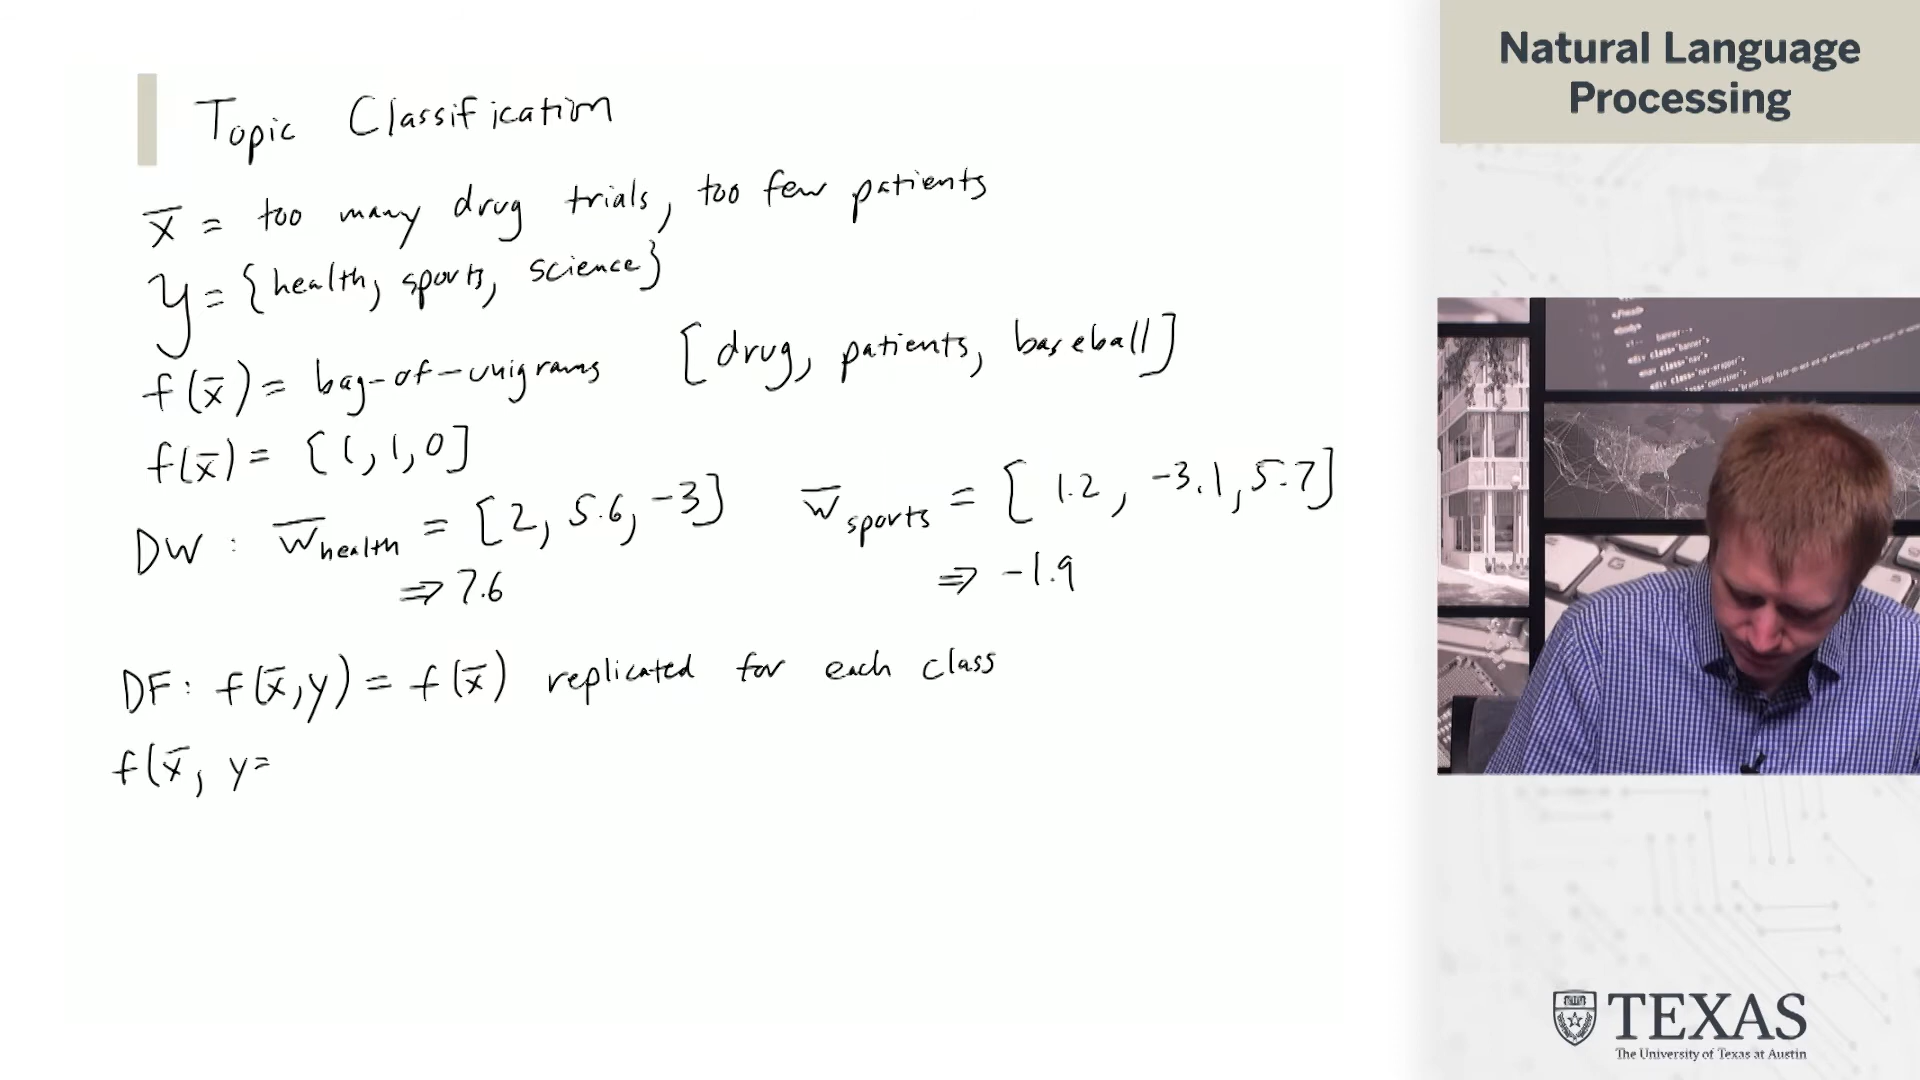 Natural Language
Processing
Topic Classification
x̅ = too many drug trials, too few patients
y = {health, sports, science}
f(x̅) = bag-of-unigrams [drug, patients, baseball]
f(x̅) = [1, 1, 0]
DW: w̅ health = [2, 5.6, -3] w̅ sports = [1.2, -3.1, 5.7]
⇒ 7.6 ⇒ -1.9
DF: f(x̅, y) = f(x̅) replicated for each class
f(x̅, y=
TEXAS
The University of Texas at Austin